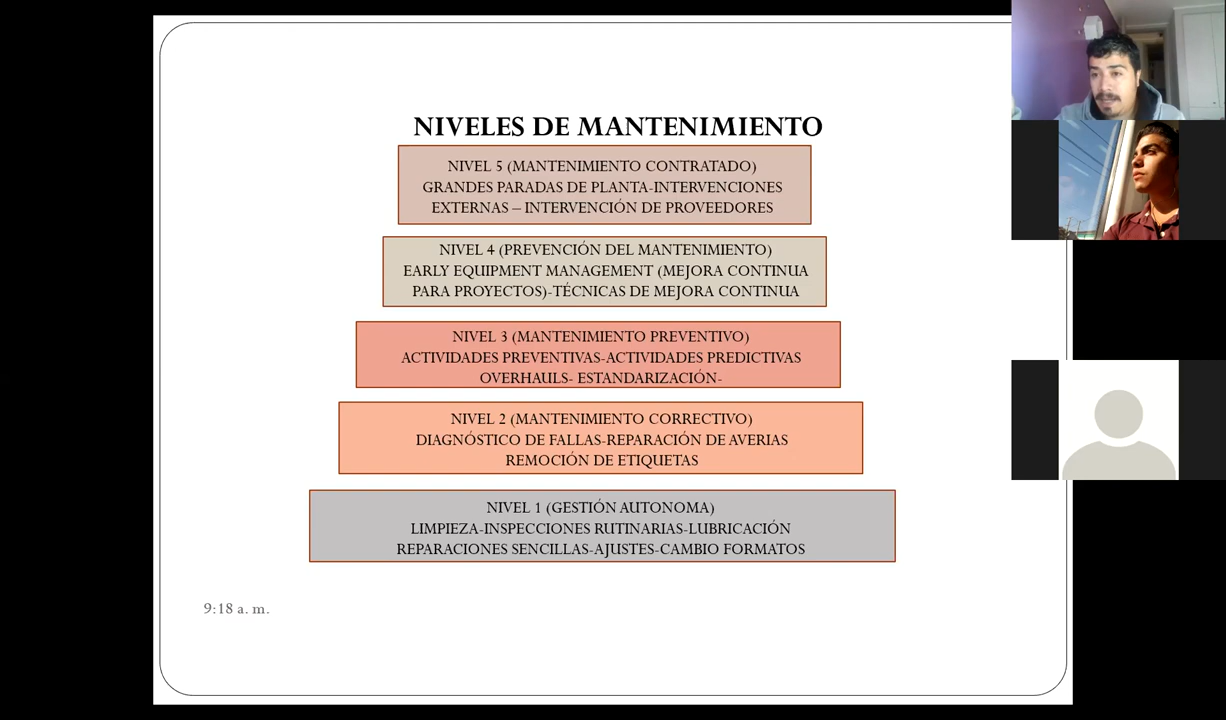 NIVELES DE MANTENIMIENTO
NIVEL 5 (MANTENIMIENTO CONTRATADO)
GRANDES PARADAS DE PLANTA-INTERVENCIONES
EXTERNAS – INTERVENCIÓN DE PROVEEDORES
NIVEL 4 (PREVENCIÓN DEL MANTENIMIENTO)
EARLY EQUIPMENT MANAGEMENT (MEJORA CONTINUA
PARA PROYECTOS)-TÉCNICAS DE MEJORA CONTINUA
NIVEL 3 (MANTENIMIENTO PREVENTIVO)
ACTIVIDADES PREVENTIVAS-ACTIVIDADES PREDICTIVAS
OVERHAULS- ESTANDARIZACIÓN-
NIVEL 2 (MANTENIMIENTO CORRECTIVO)
DIAGNÓSTICO DE FALLAS-REPARACIÓN DE AVERIAS
REMOCIÓN DE ETIQUETAS
NIVEL 1 (GESTIÓN AUTONOMA)
LIMPIEZA-INSPECCIONES RUTINARIAS-LUBRICACIÓN
REPARACIONES SENCILLAS-AJUSTES-CAMBIO FORMATOS
9:18 a. m.